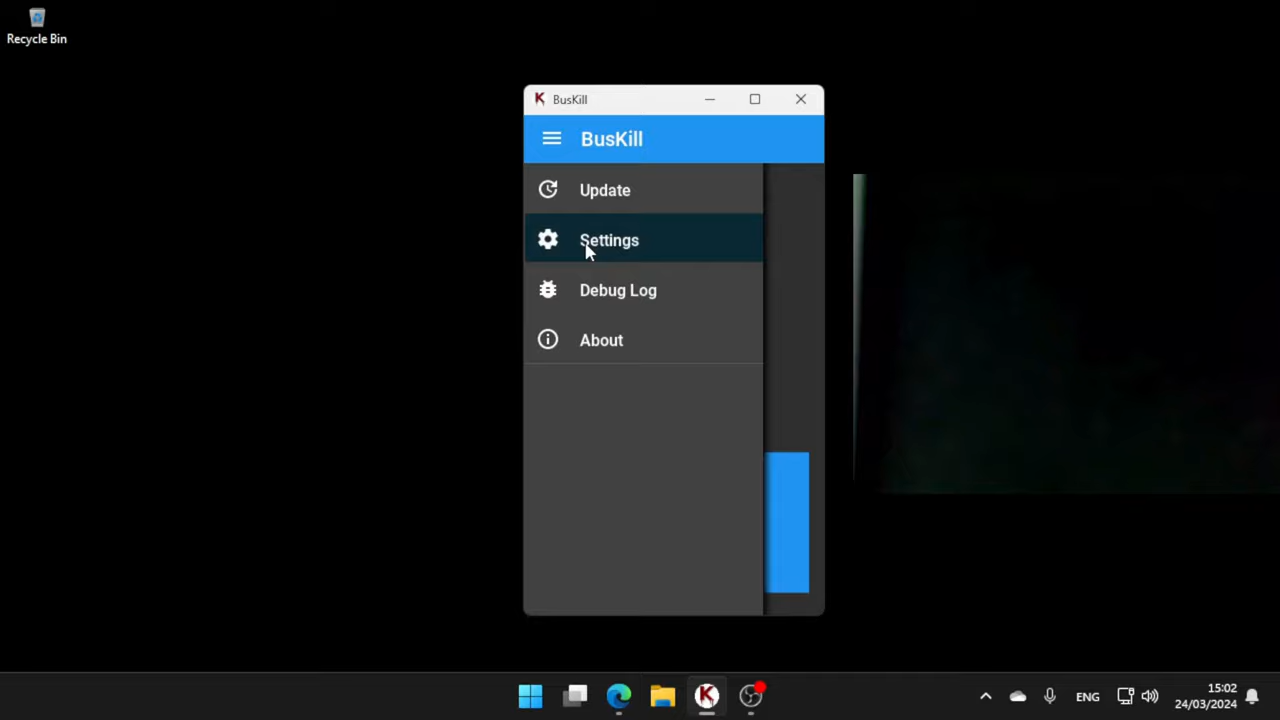 Recycle Bin
BusKill
BusKill
Update
Settings
Debug Log
About
ENG
15:02
24/03/2024